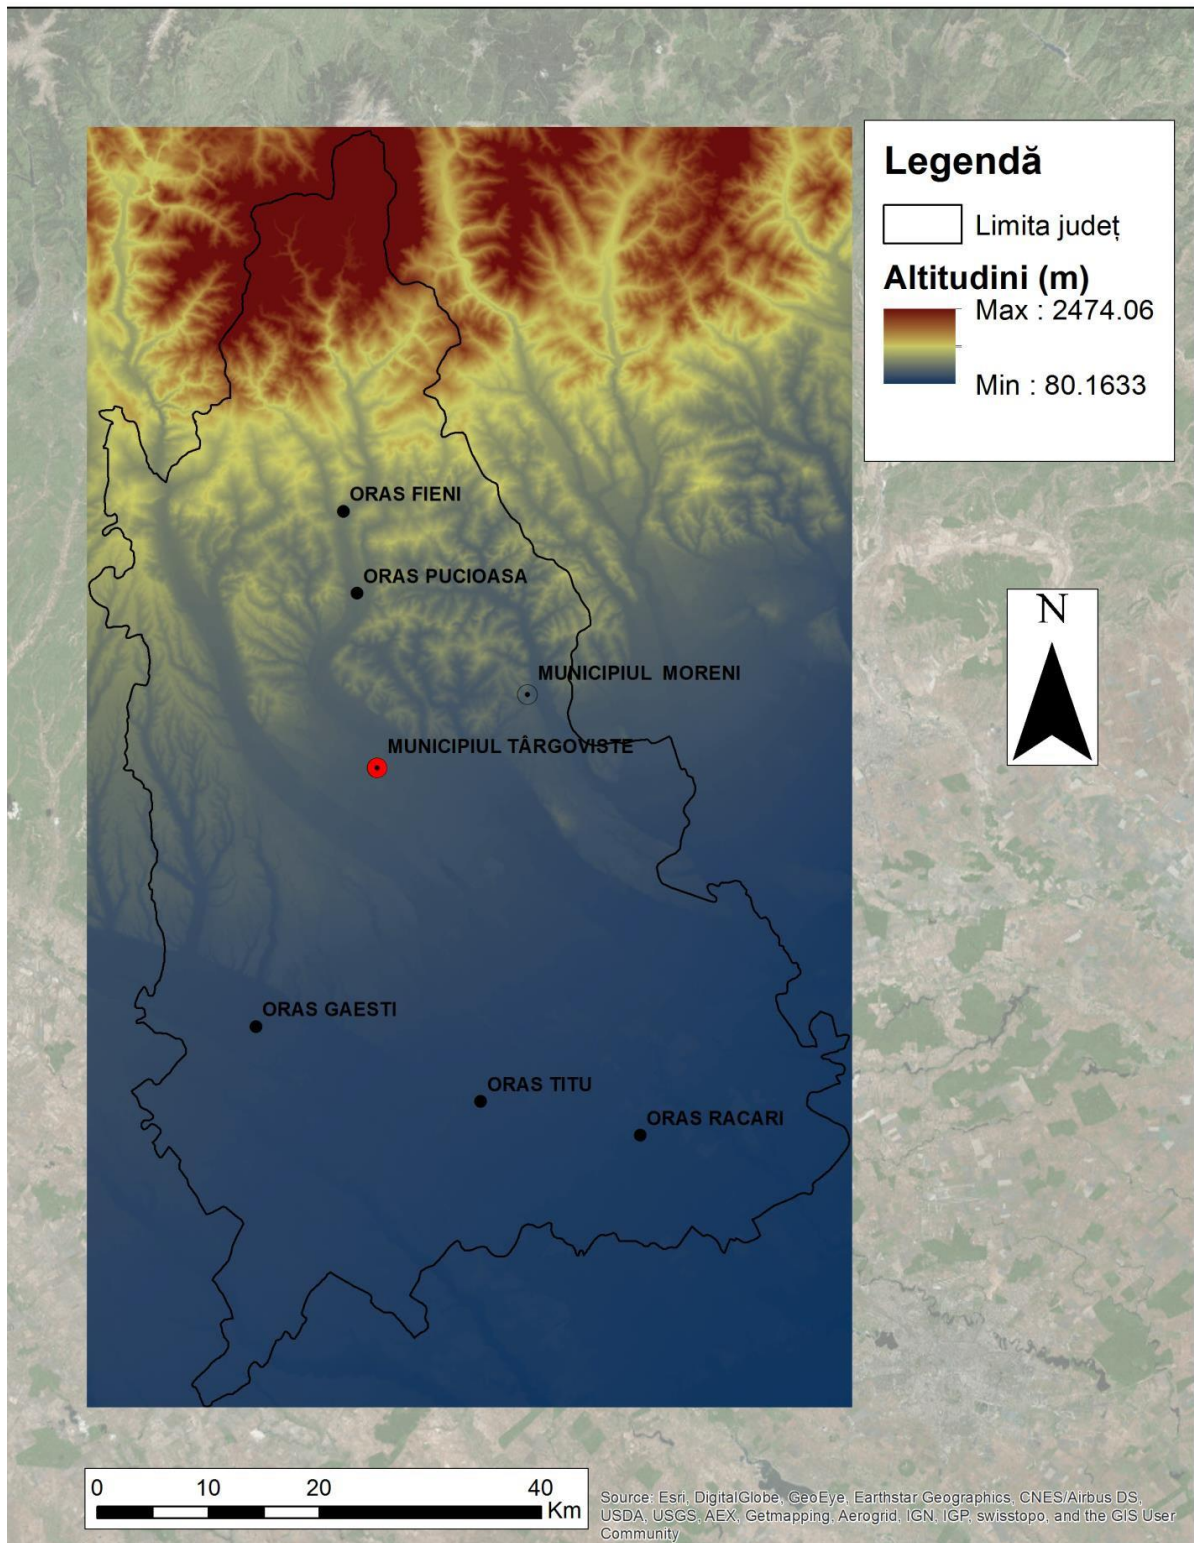 Legendă
Limita județ
Altitudini (m)
Max : 2474.06
Min : 80.1633
ORAS FIENI
ORAS PUCIOASA
N
MUNICIPIUL  MORENI
MUNICIPIUL TÂRGOVISTE
ORAS GAESTI
ORAS TITU
ORAS RACARI
0 10 20 40
Km
Source: Esri, DigitalGlobe, GeoEye, Earthstar Geographics, CNES/Airbus DS,
USDA, USGS, AEX, Getmapping, Aerogrid, IGN, IGP, swisstopo, and the GIS User
Community